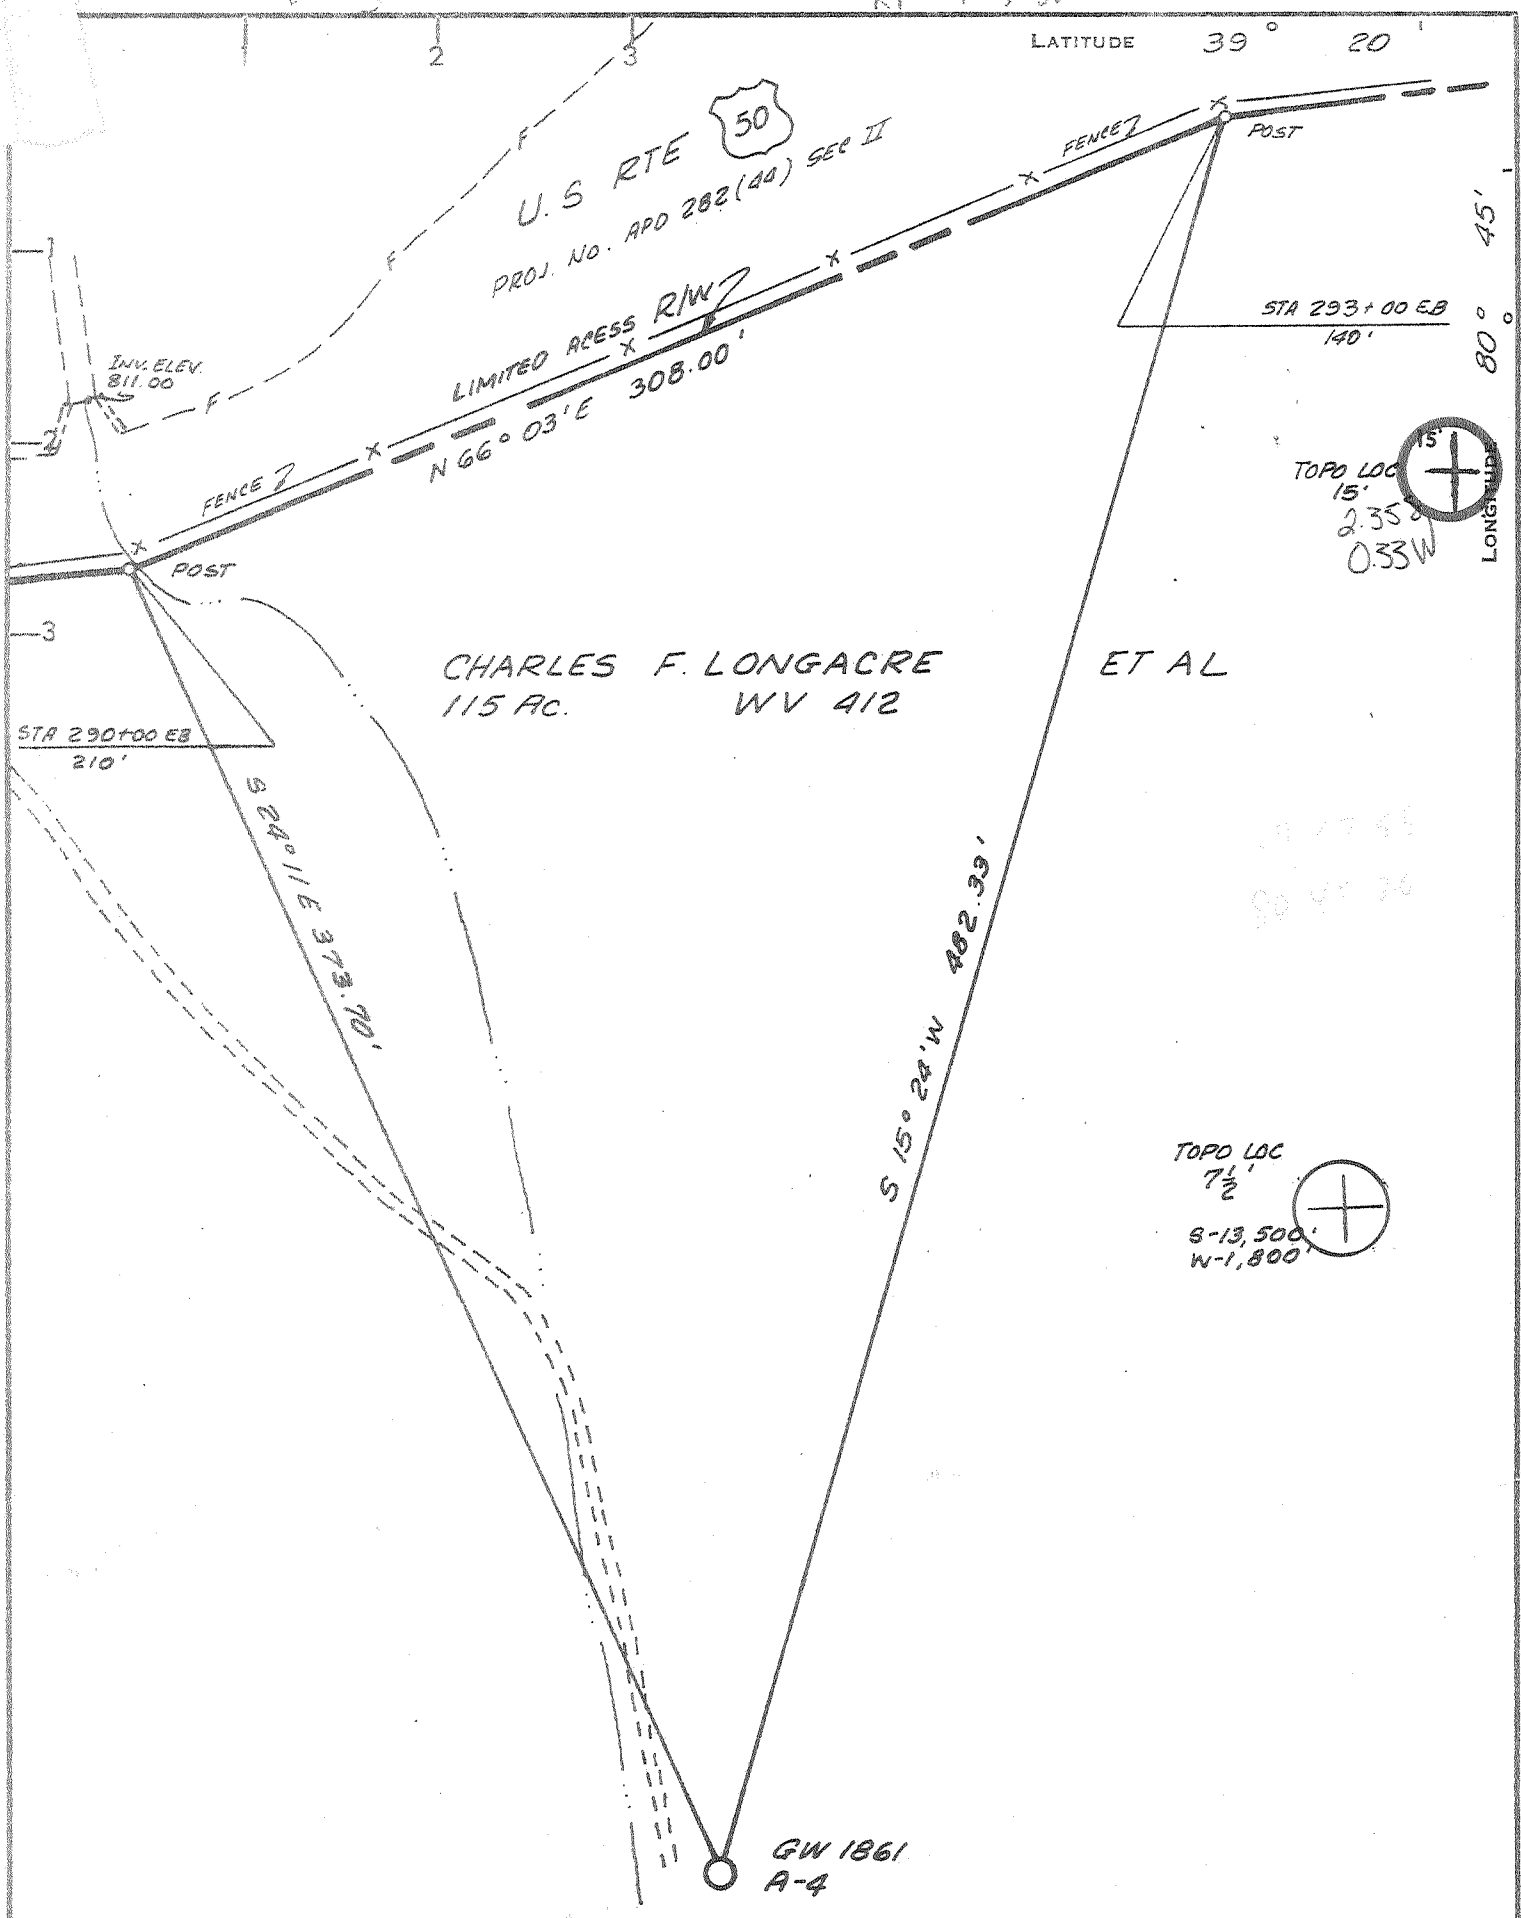 LATITUDE 39° 20'
1 2 3
U.S RTE 50
PROJ. NO. APD 282(44) SEC II
F
F
F
FENCE
POST
X
X
X
X
X
X
80° 45'
LONGITUDE
1
2
3
STA 293+00 EB
140'
LIMITED ACESS R/W
N 66° 03' E 308.00'
INV. ELEV.
811.00
FENCE
POST
15'
TOPO LOC
15'
2.35 S
0.33 W
CHARLES F. LONGACRE ET AL
115 Ac. WV 412
STA 290+00 EB
210'
S 24° 11' E 373.70'
S 15° 24' W 482.33'
TOPO LOC
7½'
S-13,500'
W-1,800'
GW 1861
A-4